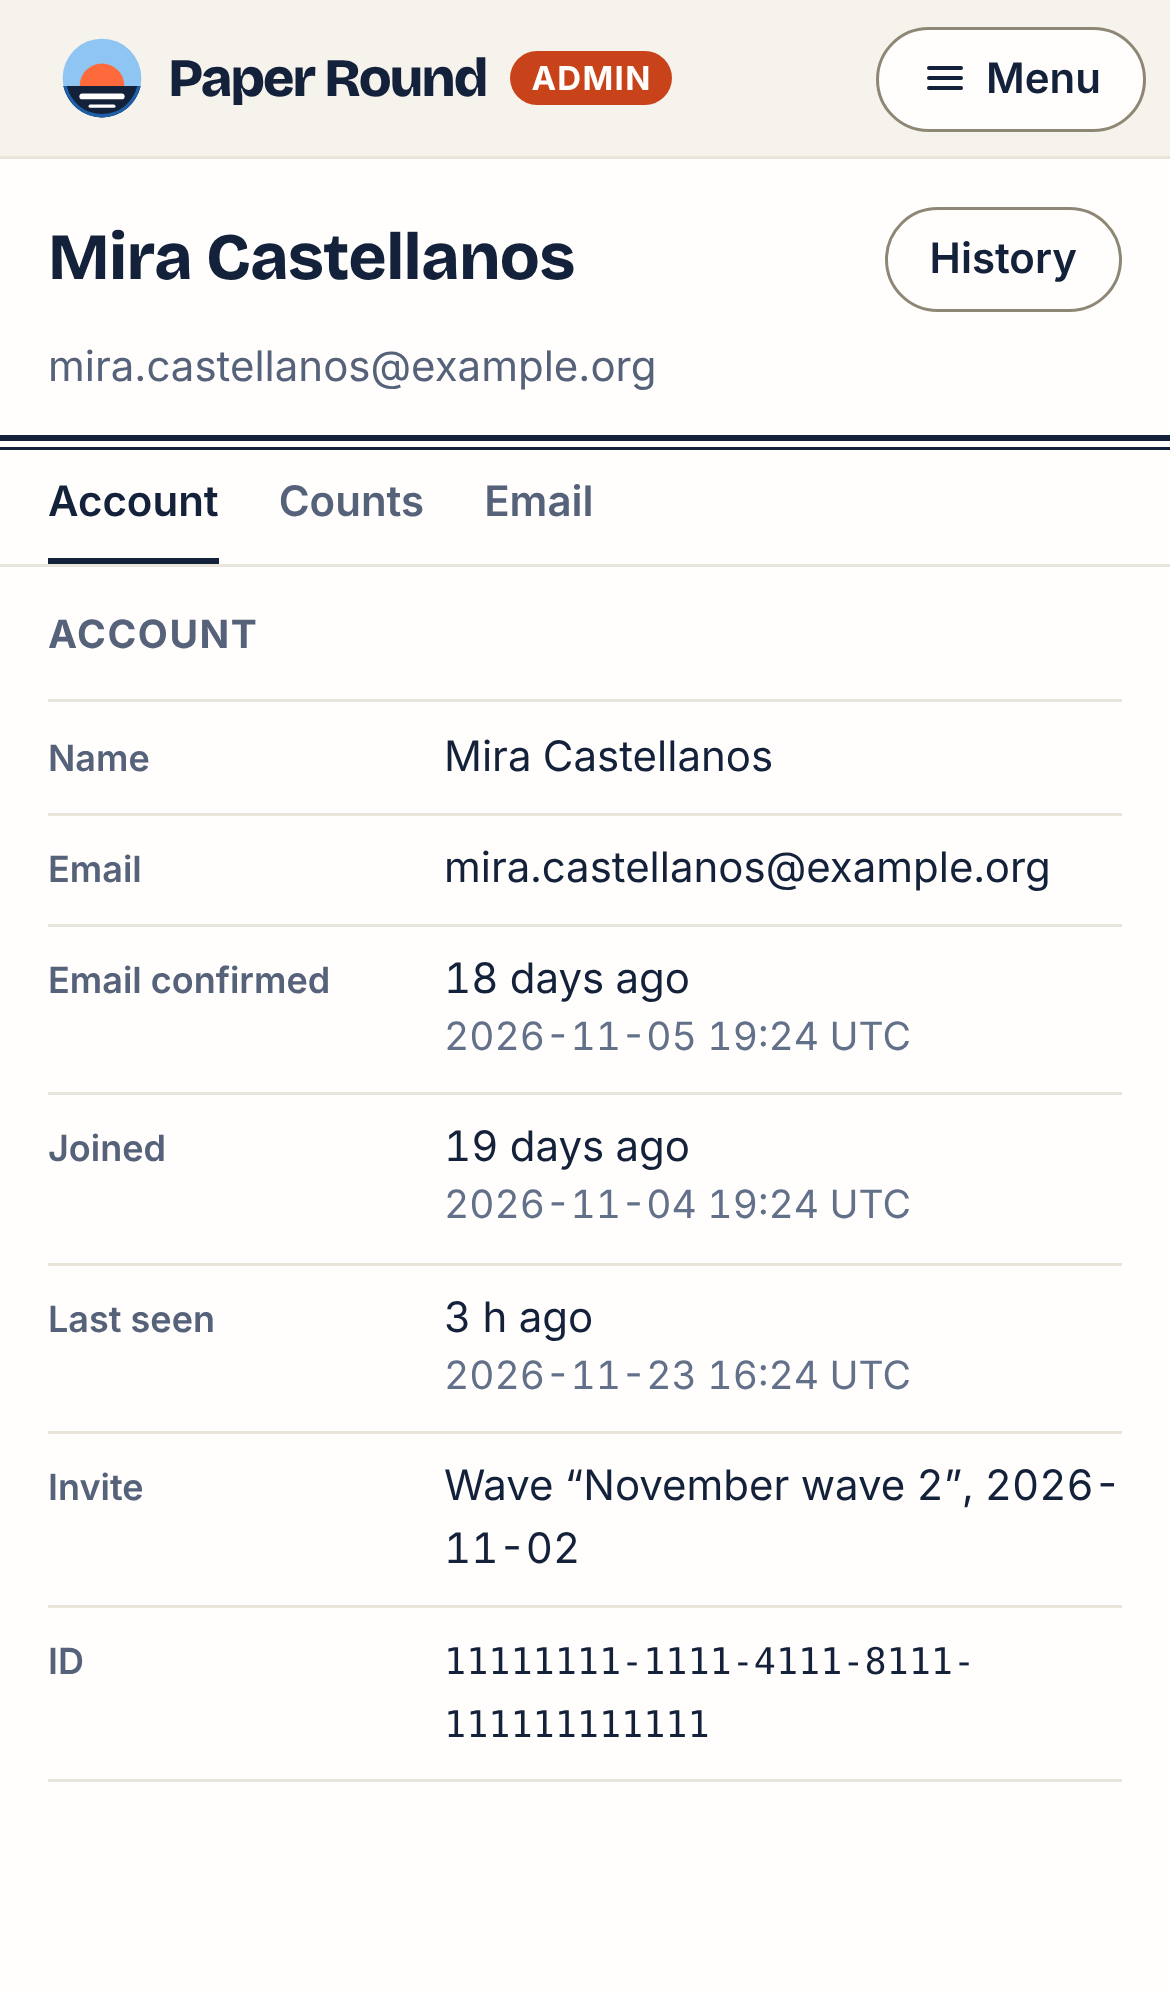 Paper Round ADMIN
Menu
Mira Castellanos
History
mira.castellanos@example.org
Account Counts Email
ACCOUNT
Name Mira Castellanos
Email mira.castellanos@example.org
Email confirmed 18 days ago
2026-11-05 19:24 UTC
Joined 19 days ago
2026-11-04 19:24 UTC
Last seen 3 h ago
2026-11-23 16:24 UTC
Invite Wave “November wave 2”, 2026-
11-02
ID 11111111-1111-4111-8111-
111111111111